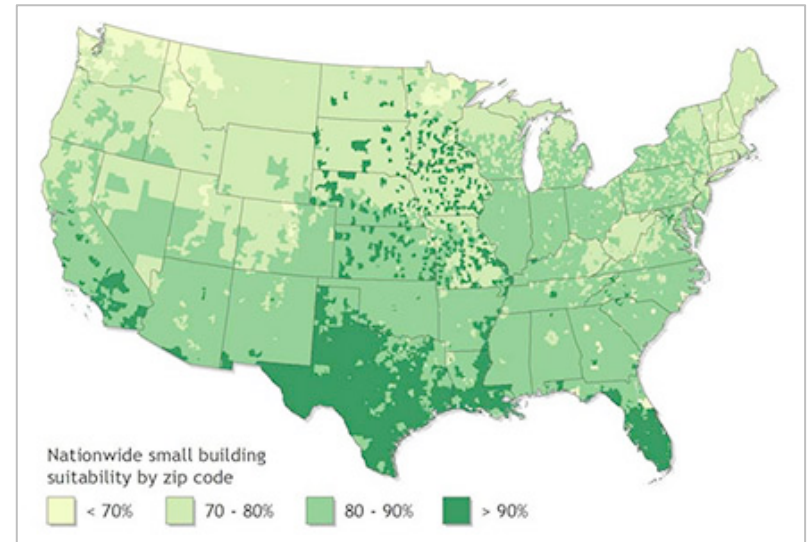 Nationwide small building
suitability by zip code
< 70%
70 - 80%
80 - 90%
> 90%